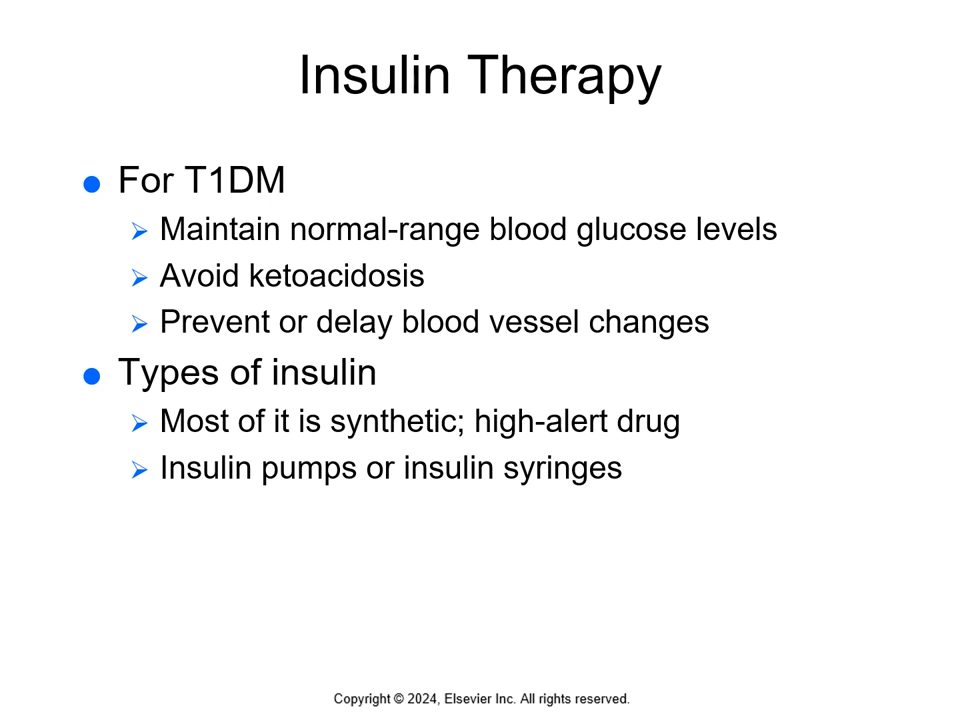 Insulin Therapy
For T1DM
Maintain normal-range blood glucose levels
Avoid ketoacidosis
Prevent or delay blood vessel changes
Types of insulin
Most of it is synthetic; high-alert drug
Insulin pumps or insulin syringes
Copyright © 2024, Elsevier Inc. All rights reserved.